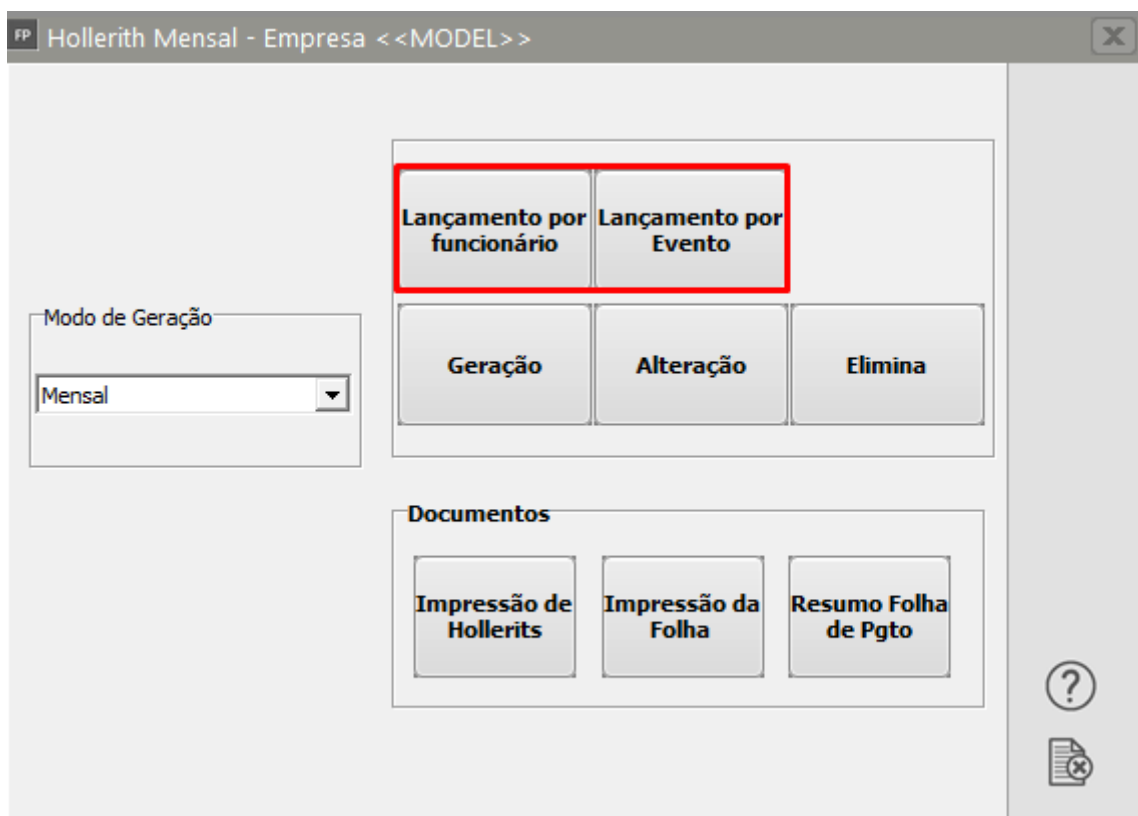 FP Hollerith Mensal - Empresa <<MODEL>>
Lançamento por
funcionário
Lançamento por
Evento
Modo de Geração
Mensal
Geração
Alteração
Elimina
Documentos
Impressão de
Hollerits
Impressão da
Folha
Resumo Folha
de Pgto
?